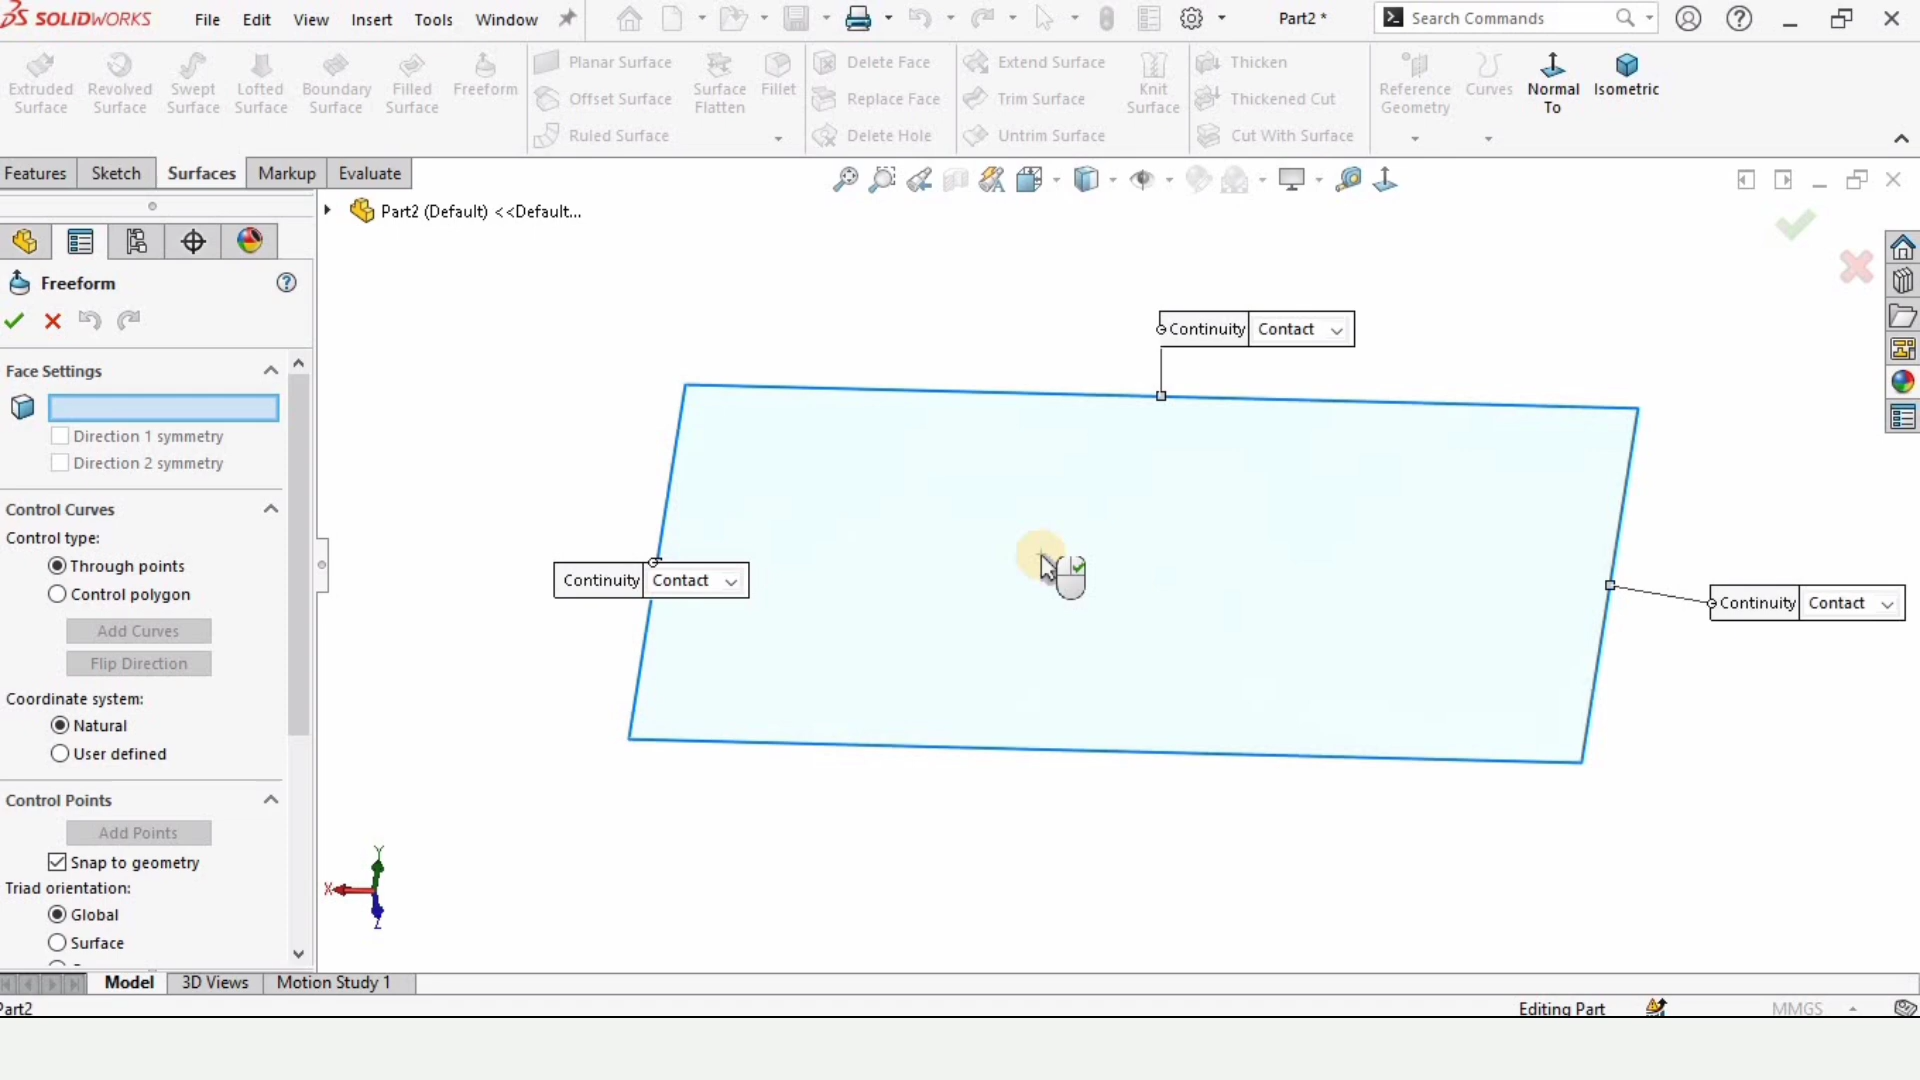 SOLIDWORKS File Edit View Insert Tools Window Part2 * Search Commands
Extruded Surface
Revolved Surface
Swept Surface
Lofted Surface
Boundary Surface
Filled Surface
Freeform
Planar Surface
Offset Surface
Ruled Surface
Surface Flatten
Fillet
Delete Face
Replace Face
Delete Hole
Extend Surface
Trim Surface
Untrim Surface
Knit Surface
Thicken
Thickened Cut
Cut With Surface
Reference Geometry
Curves
Normal To
Isometric
Features Sketch Surfaces Markup Evaluate
Part2 (Default) <<Default...
Freeform
Face Settings
Direction 1 symmetry
Direction 2 symmetry
Control Curves
Control type:
Through points
Control polygon
Add Curves
Flip Direction
Coordinate system:
Natural
User defined
Control Points
Add Points
Snap to geometry
Triad orientation:
Global
Surface
Continuity Contact
Continuity Contact
Continuity Contact
Y
X
Z
Model 3D Views Motion Study 1
Part2 Editing Part MMGS